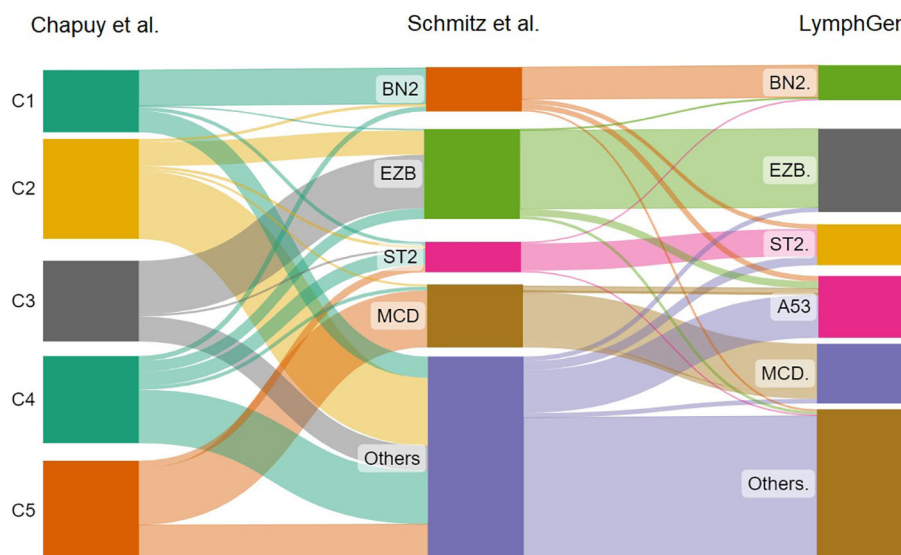 Chapuy et al.
Schmitz et al.
LymphGen
C1
C2
C3
C4
C5
BN2
EZB
ST2
MCD
Others
BN2.
EZB.
ST2.
A53
MCD.
Others.